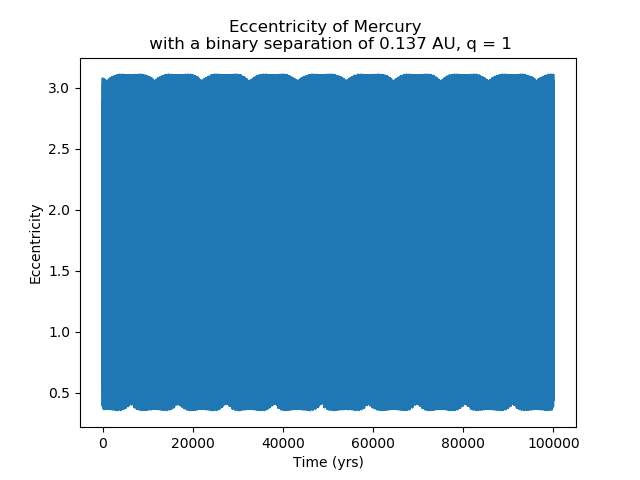 Eccentricity of Mercury
with a binary separation of 0.137 AU, q = 1
3.0
2.5
2.0
1.5
1.0
0.5
Eccentricity
0 20000 40000 60000 80000 100000
Time (yrs)